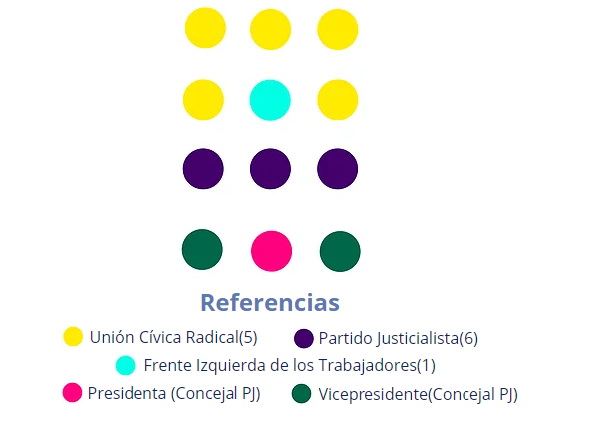 Referencias
Unión Cívica Radical(5) Partido Justicialista(6)
Frente Izquierda de los Trabajadores(1)
Presidenta (Concejal PJ) Vicepresidente(Concejal PJ)